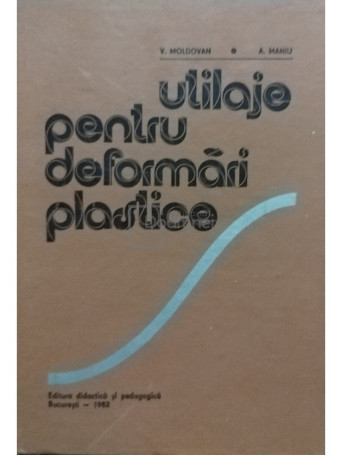 V. MOLDOVAN • A. MANIU
utilaje
pentru
deformări
plastice
Editura didactică și pedagogică
București - 1982